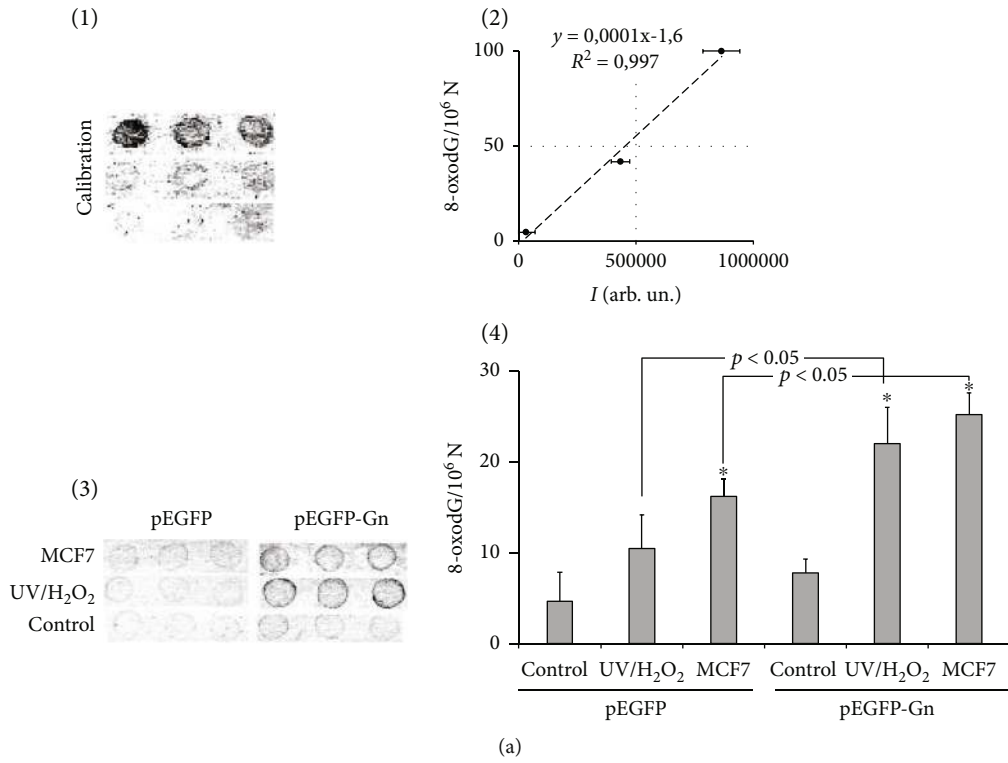 (1)
Calibration
(2)
y = 0,0001x-1,6
R² = 0,997
100
50
0
8-oxodG/10⁶ N
0 500000 1000000
I (arb. un.)
(3)
pEGFP pEGFP-Gn
MCF7
UV/H₂O₂
Control
(4)
p < 0.05
p < 0.05
30
20
10
0
8-oxodG/10⁶ N
* * *
Control UV/H₂O₂ MCF7 Control UV/H₂O₂ MCF7
pEGFP pEGFP-Gn
(a)